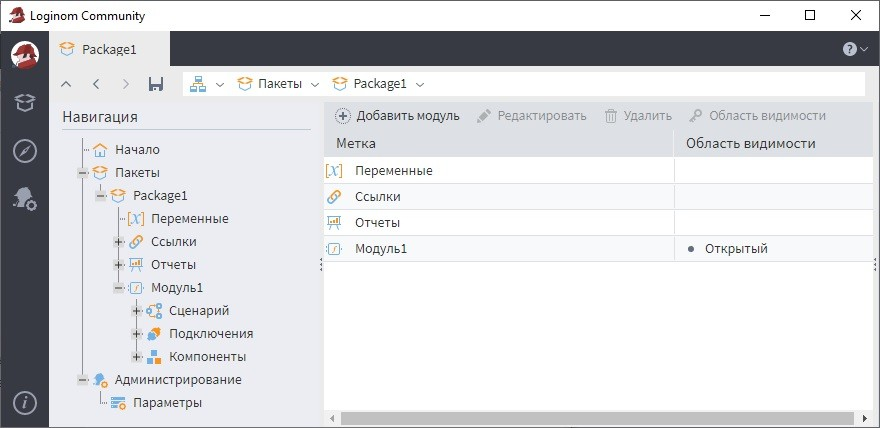 Loginom Community
Package1
?
Пакеты Package1
Навигация
Начало
Пакеты
Package1
Переменные
Ссылки
Отчеты
Модуль1
Сценарий
Подключения
Компоненты
Администрирование
Параметры
Добавить модуль Редактировать Удалить Область видимости
Метка Область видимости
Переменные
Ссылки
Отчеты
Модуль1 Открытый